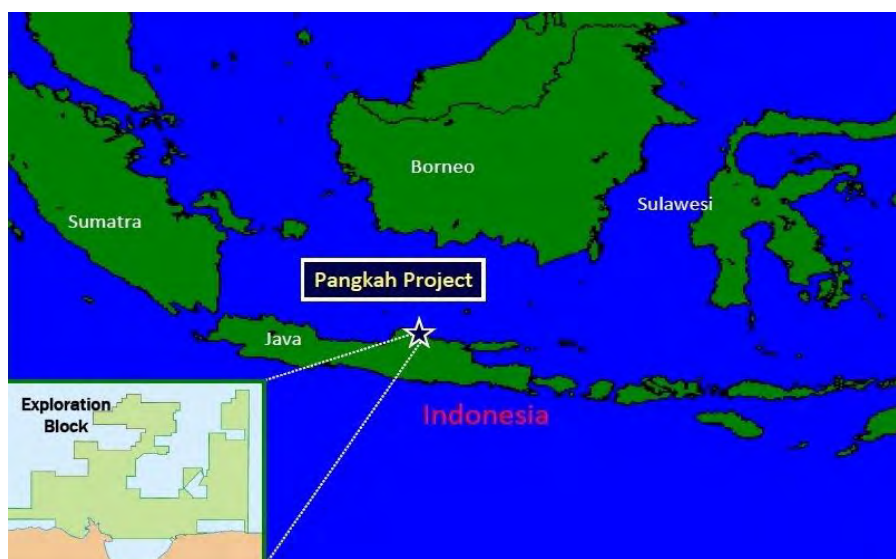 Borneo
Sumatra
Sulawesi
Pangkah Project
Java
Exploration
Block
Indonesia